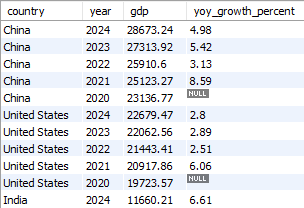 country year gdp yoy_growth_percent
China 2024 28673.24 4.98
China 2023 27313.92 5.42
China 2022 25910.6 3.13
China 2021 25123.27 8.59
China 2020 23136.77 NULL
United States 2024 22679.47 2.8
United States 2023 22062.56 2.89
United States 2022 21443.41 2.51
United States 2021 20917.86 6.06
United States 2020 19723.57 NULL
India 2024 11660.21 6.61